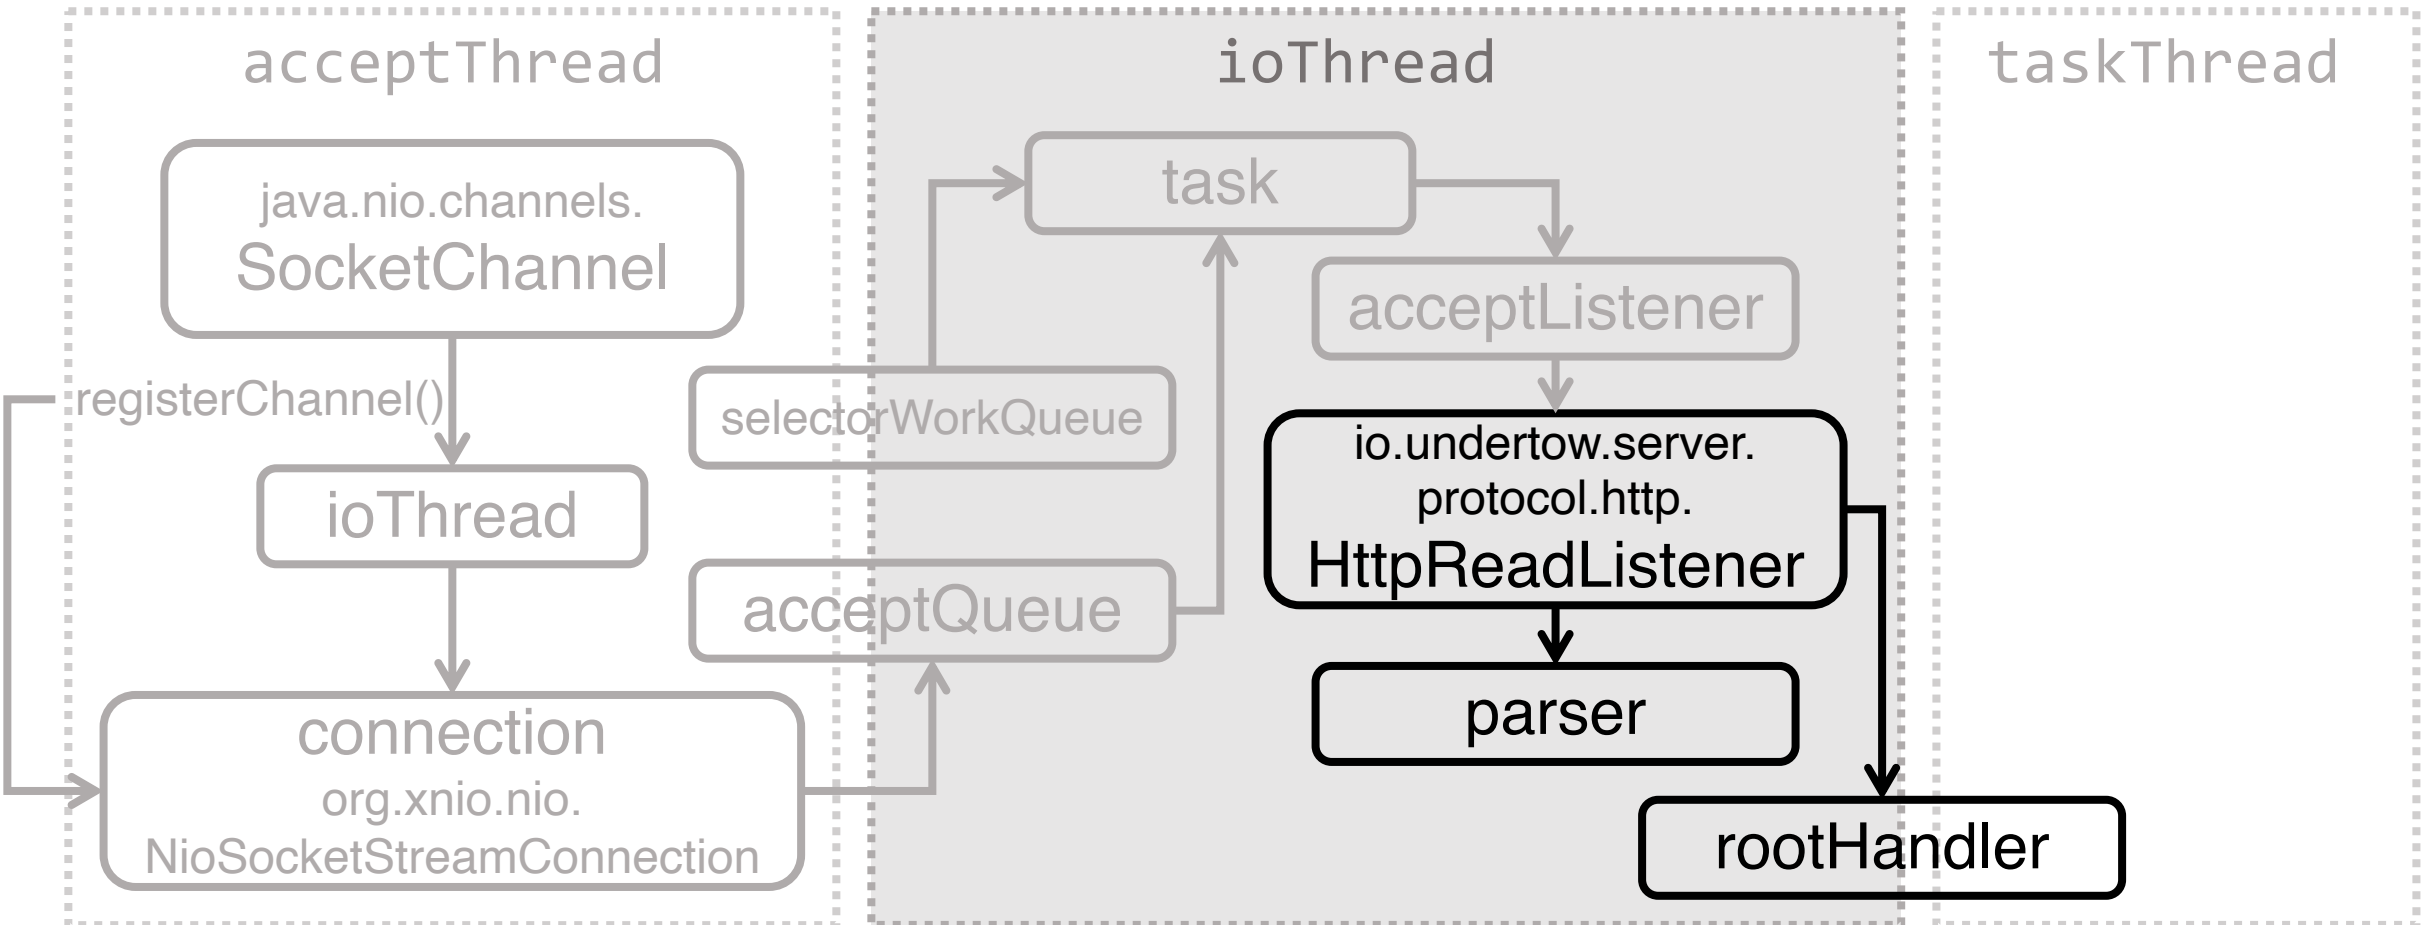 acceptThread
java.nio.channels.
SocketChannel
registerChannel()
ioThread
connection
org.xnio.nio.
NioSocketStreamConnection
selectorWorkQueue
acceptQueue
ioThread
task
acceptListener
io.undertow.server.
protocol.http.
HttpReadListener
parser
rootHandler
taskThread